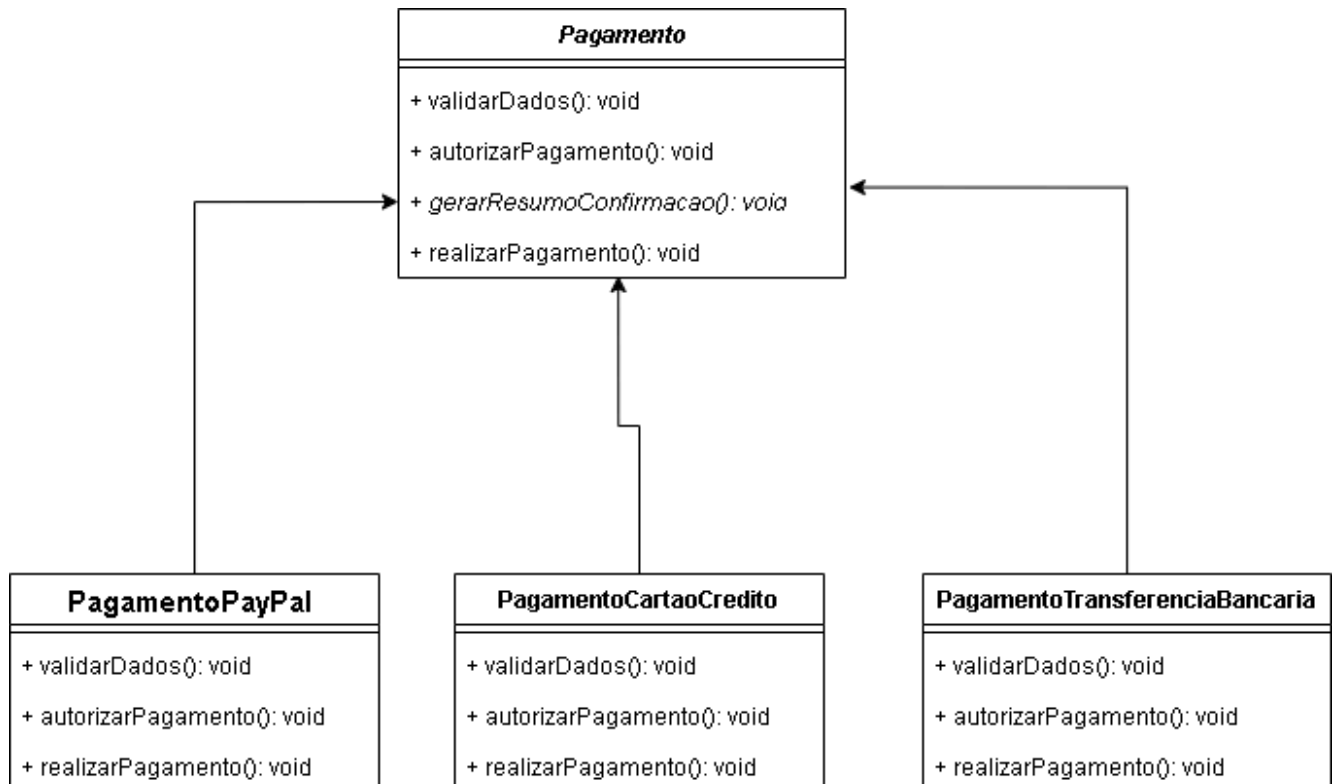 Pagamento
+ validarDados(): void
+ autorizarPagamento(): void
+ gerarResumoConfirmacao(): void
+ realizarPagamento(): void
PagamentoPayPal
+ validarDados(): void
+ autorizarPagamento(): void
+ realizarPagamento(): void
PagamentoCartaoCredito
+ validarDados(): void
+ autorizarPagamento(): void
+ realizarPagamento(): void
PagamentoTransferenciaBancaria
+ validarDados(): void
+ autorizarPagamento(): void
+ realizarPagamento(): void